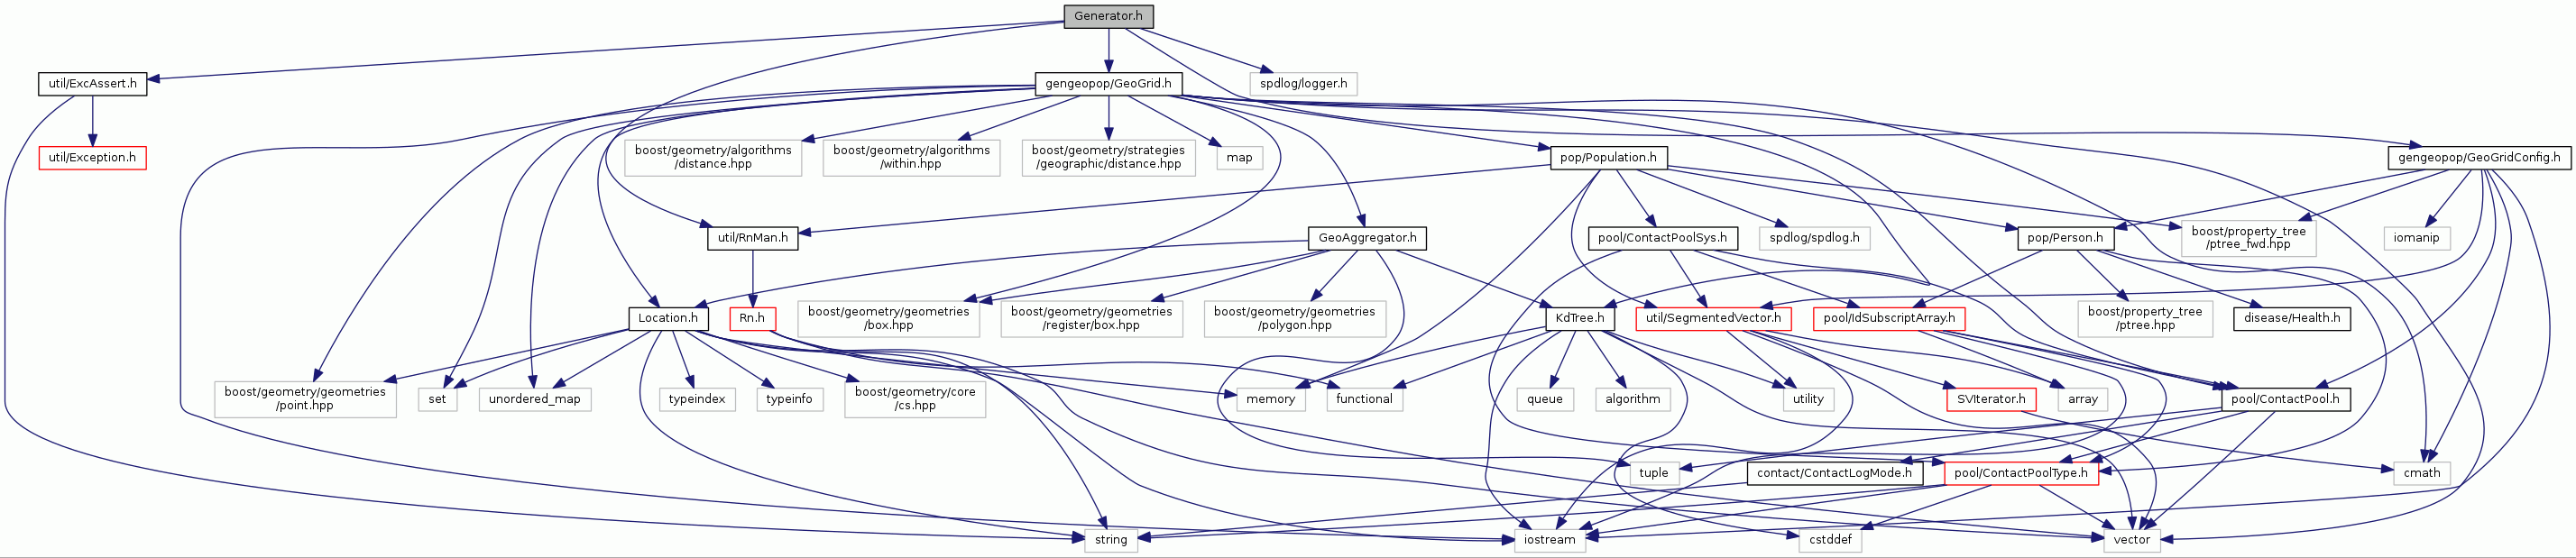 Generator.h
util/ExcAssert.h
gengeopop/GeoGrid.h
spdlog/logger.h
util/Exception.h
boost/geometry/algorithms
/distance.hpp
boost/geometry/algorithms
/within.hpp
boost/geometry/strategies
/geographic/distance.hpp
map
pop/Population.h
gengeopop/GeoGridConfig.h
util/RnMan.h
GeoAggregator.h
pool/ContactPoolSys.h
spdlog/spdlog.h
pop/Person.h
boost/property_tree
/ptree_fwd.hpp
iomanip
Location.h
Rn.h
boost/geometry/geometries
/box.hpp
boost/geometry/geometries
/register/box.hpp
boost/geometry/geometries
/polygon.hpp
KdTree.h
util/SegmentedVector.h
pool/IdSubscriptArray.h
boost/property_tree
/ptree.hpp
disease/Health.h
boost/geometry/geometries
/point.hpp
set
unordered_map
typeindex
typeinfo
boost/geometry/core
/cs.hpp
memory
functional
queue
algorithm
utility
SVIterator.h
array
pool/ContactPool.h
tuple
contact/ContactLogMode.h
pool/ContactPoolType.h
cmath
string
iostream
cstddef
vector